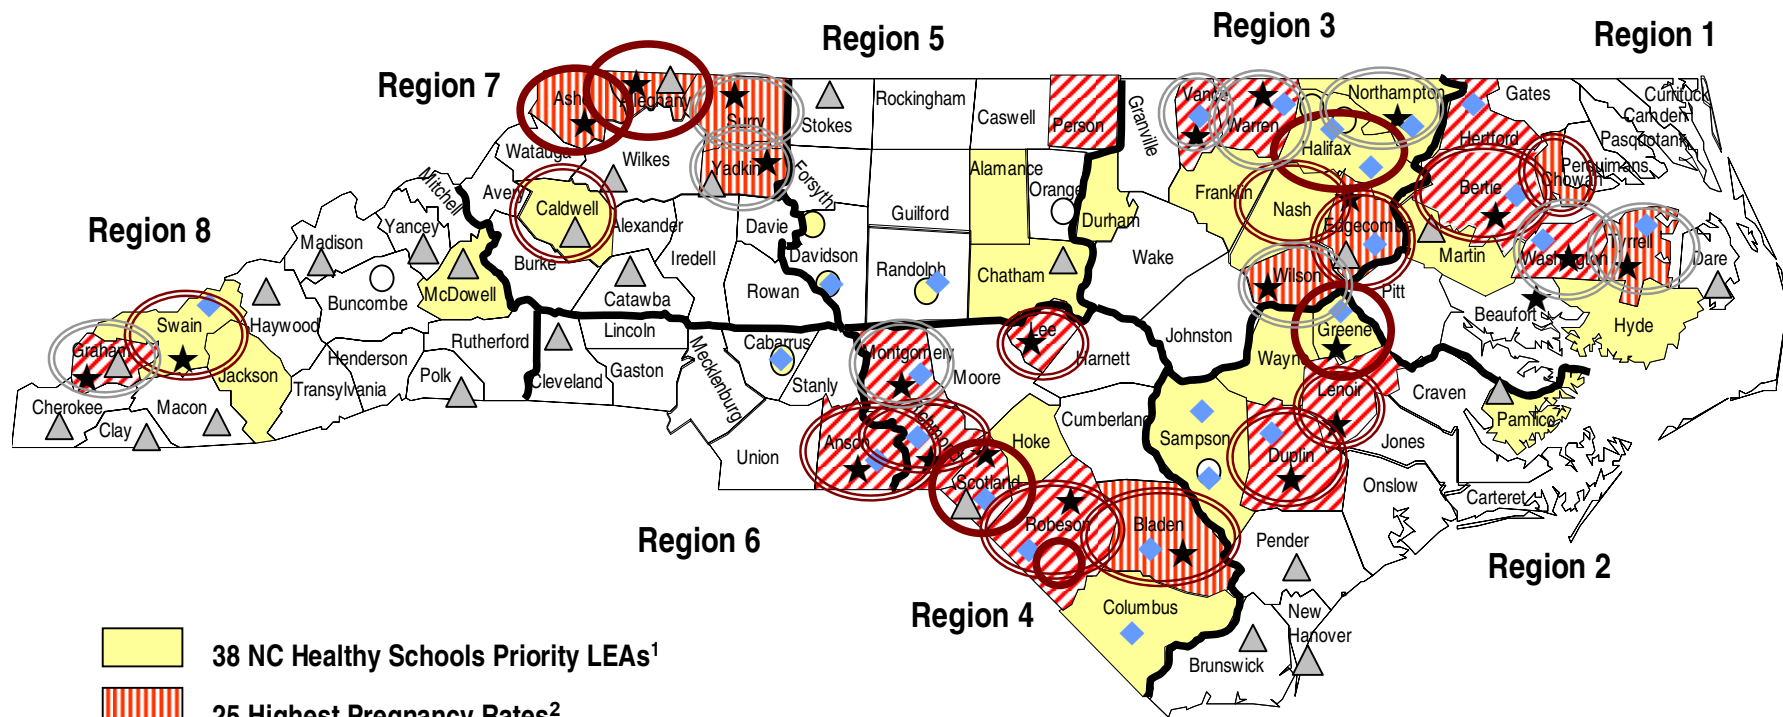 Region 5
Region 3
Region 1
Region 7
Ashe
Alleghany
Surry
Stokes
Rockingham
Caswell
Person
Granville
Vance
Warren
Northampton
Halifax
Hertford
Gates
Currituck
Camden
Pasquotank
Perquimans
Chowan
Watauga
Wilkes
Yadkin
Forsyth
Guilford
Alamance
Orange
Durham
Franklin
Nash
Edgecombe
Bertie
Mitchell
Avery
Caldwell
Alexander
Davie
Davidson
Randolph
Chatham
Wake
Wilson
Martin
Washington
Tyrrell
Dare
Region 8
Madison
Yancey
McDowell
Burke
Iredell
Catawba
Rowan
Pitt
Beaufort
Hyde
Buncombe
Haywood
Swain
Graham
Jackson
Rutherford
Lincoln
Cabarrus
Montgomery
Lee
Harnett
Johnston
Greene
Wayne
Henderson
Transylvania
Polk
Cleveland
Gaston
Mecklenburg
Stanly
Moore
Lenoir
Craven
Pamlico
Cherokee
Clay
Macon
Union
Anson
Hoke
Cumberland
Sampson
Duplin
Jones
Onslow
Carteret
Scotland
Robeson
Bladen
Pender
Region 6
Region 2
Region 4
Columbus
New
Hanover
Brunswick
38 NC Healthy Schools Priority LEAs1
25 Highest Pregnancy Rates2